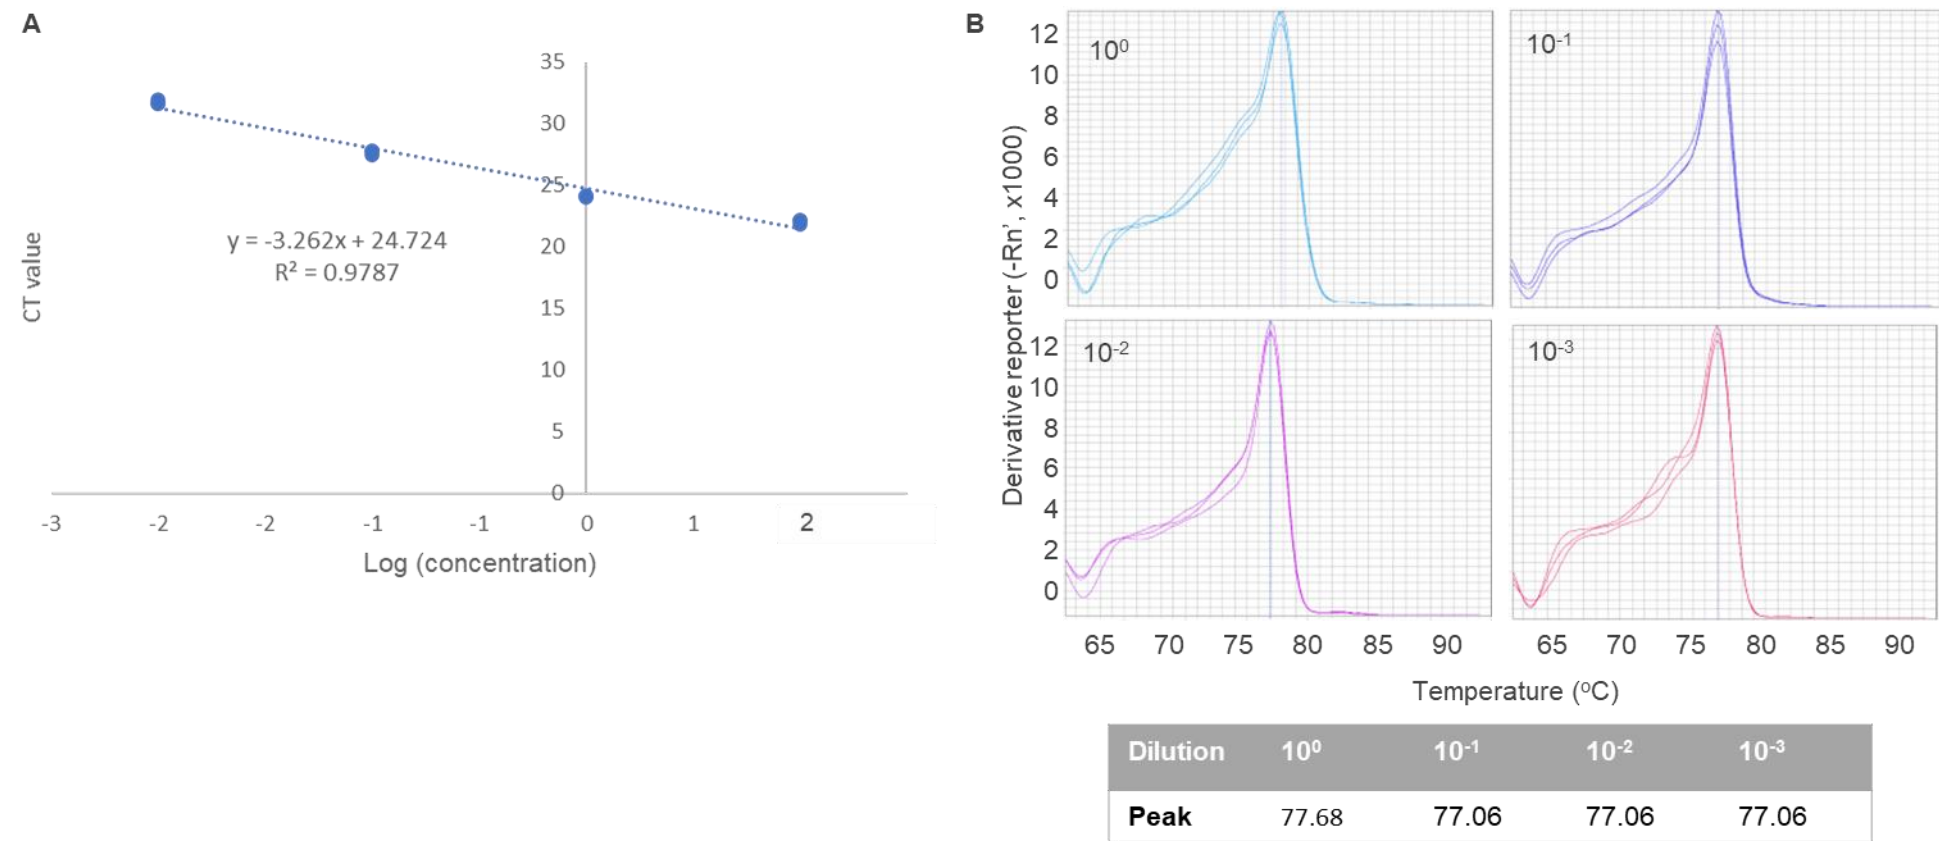 A
35
30
25
20
15
10
5
0
y = -3.262x + 24.724
R² = 0.9787
CT value
-3 -2 -2 -1 -1 0 1 2
Log (concentration)
B
Derivative reporter (-Rn’, x1000)
12
10
8
6
4
2
0
10⁰
10⁻¹
12
10
8
6
4
2
0
10⁻²
10⁻³
65 70 75 80 85 90
65 70 75 80 85 90
Temperature (ᵒC)
Dilution 10⁰ 10⁻¹ 10⁻² 10⁻³
Peak 77.68 77.06 77.06 77.06